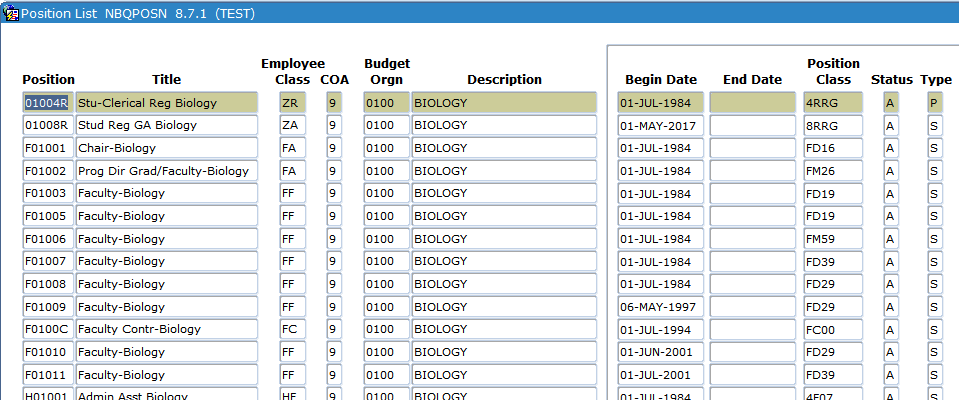 Position List NBQPOSN 8.7.1 (TEST)
Employee Budget Position
Position Title Class COA Orgn Description Begin Date End Date Class Status Type
01004R Stu-Clerical Reg Biology ZR 9 0100 BIOLOGY 01-JUL-1984 4RRG A P
01008R Stud Reg GA Biology ZA 9 0100 BIOLOGY 01-MAY-2017 8RRG A S
F01001 Chair-Biology FA 9 0100 BIOLOGY 01-JUL-1984 FD16 A S
F01002 Prog Dir Grad/Faculty-Biology FA 9 0100 BIOLOGY 01-JUL-1984 FM26 A S
F01003 Faculty-Biology FF 9 0100 BIOLOGY 01-JUL-1984 FD19 A S
F01005 Faculty-Biology FF 9 0100 BIOLOGY 01-JUL-1984 FD19 A S
F01006 Faculty-Biology FF 9 0100 BIOLOGY 01-JUL-1984 FM59 A S
F01007 Faculty-Biology FF 9 0100 BIOLOGY 01-JUL-1984 FD39 A S
F01008 Faculty-Biology FF 9 0100 BIOLOGY 01-JUL-1984 FD29 A S
F01009 Faculty-Biology FF 9 0100 BIOLOGY 06-MAY-1997 FD29 A S
F0100C Faculty Contr-Biology FC 9 0100 BIOLOGY 01-JUL-1994 FC00 A S
F01010 Faculty-Biology FF 9 0100 BIOLOGY 01-JUN-2001 FD29 A S
F01011 Faculty-Biology FF 9 0100 BIOLOGY 01-JUL-2001 FD39 A S
H01001 Admin Asst Biology HF 9 0100 BIOLOGY 01-JUL-1984 4F07 A S